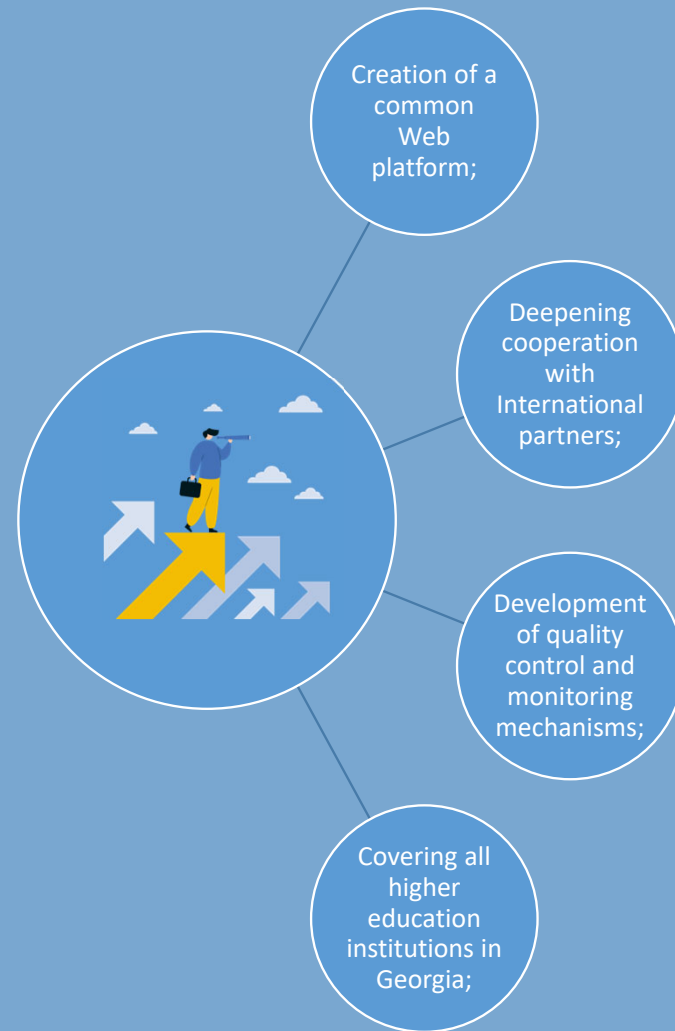 Creation of a
common
Web
platform;
Deepening
cooperation
with
International
partners;
Development
of quality
control and
monitoring
mechanisms;
Covering all
higher
education
institutions in
Georgia;